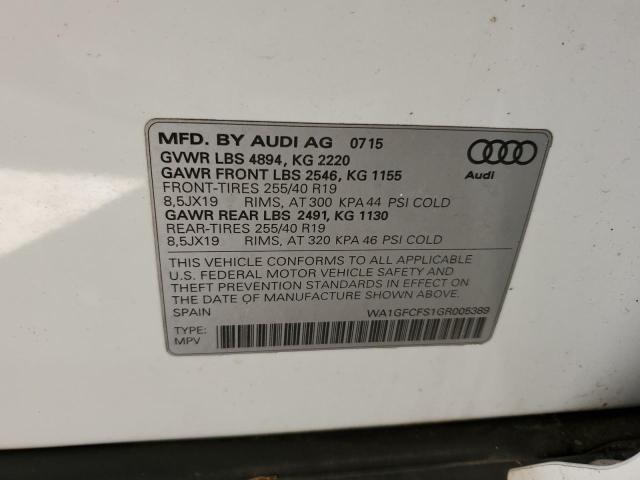 MFD. BY AUDI AG 07 15
GVWR LBS 4894, KG 2220
GAWR FRONT LBS 2546, KG 1155
FRONT-TIRES 255/40 R19
8,5JX19 RIMS, AT 300 KPA 44 PSI COLD
GAWR REAR LBS 2491, KG 1130
REAR-TIRES 255/40 R19
8,5JX19 RIMS, AT 320 KPA 46 PSI COLD
Audi
THIS VEHICLE CONFORMS TO ALL APPLICABLE
U.S. FEDERAL MOTOR VEHICLE SAFETY AND
THEFT PREVENTION STANDARDS IN EFFECT ON
THE DATE OF MANUFACTURE SHOWN ABOVE.
SPAIN WA1GFCFS1GR005389
TYPE:
MPV